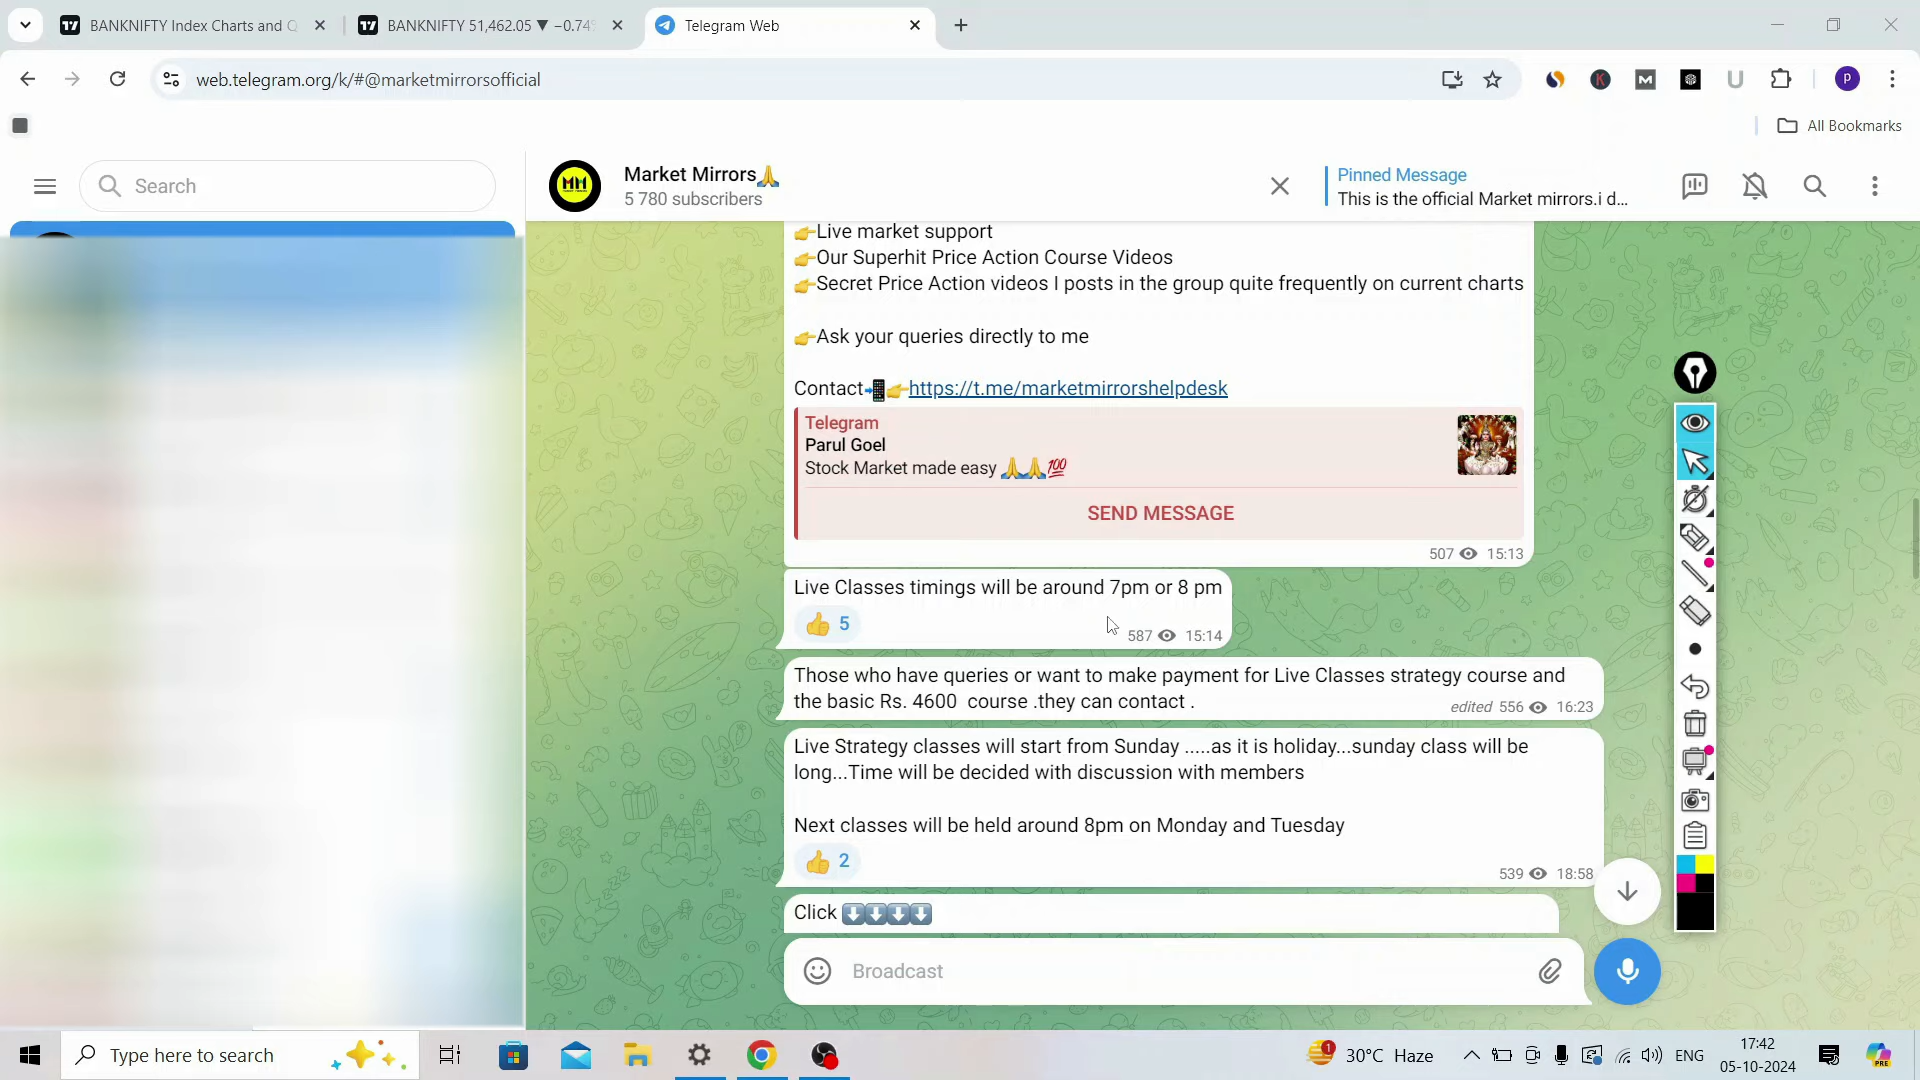 BANKNIFTY Index Charts and Q
BANKNIFTY 51,462.05 ▼ −0.74%
Telegram Web
web.telegram.org/k/#@marketmirrorsofficial
All Bookmarks
Search
MM
Market Mirrors🙏
5 780 subscribers
Pinned Message
This is the official Market mirrors.i d...
👉Live market support
👉Our Superhit Price Action Course Videos
👉Secret Price Action videos I posts in the group quite frequently on current charts
👉Ask your queries directly to me
Contact📲👉https://t.me/marketmirrorshelpdesk
Telegram
Parul Goel
Stock Market made easy 🙏🙏💯
SEND MESSAGE
507 15:13
Live Classes timings will be around 7pm or 8 pm
👍 5
587 15:14
Those who have queries or want to make payment for Live Classes strategy course and
the basic Rs. 4600 course .they can contact .
edited 556 16:23
Live Strategy classes will start from Sunday .....as it is holiday...sunday class will be
long...Time will be decided with discussion with members
Next classes will be held around 8pm on Monday and Tuesday
👍 2
539 18:58
Click ⬇️⬇️⬇️⬇️
Broadcast
Type here to search
1
30°C Haze
ENG
17:42
05-10-2024